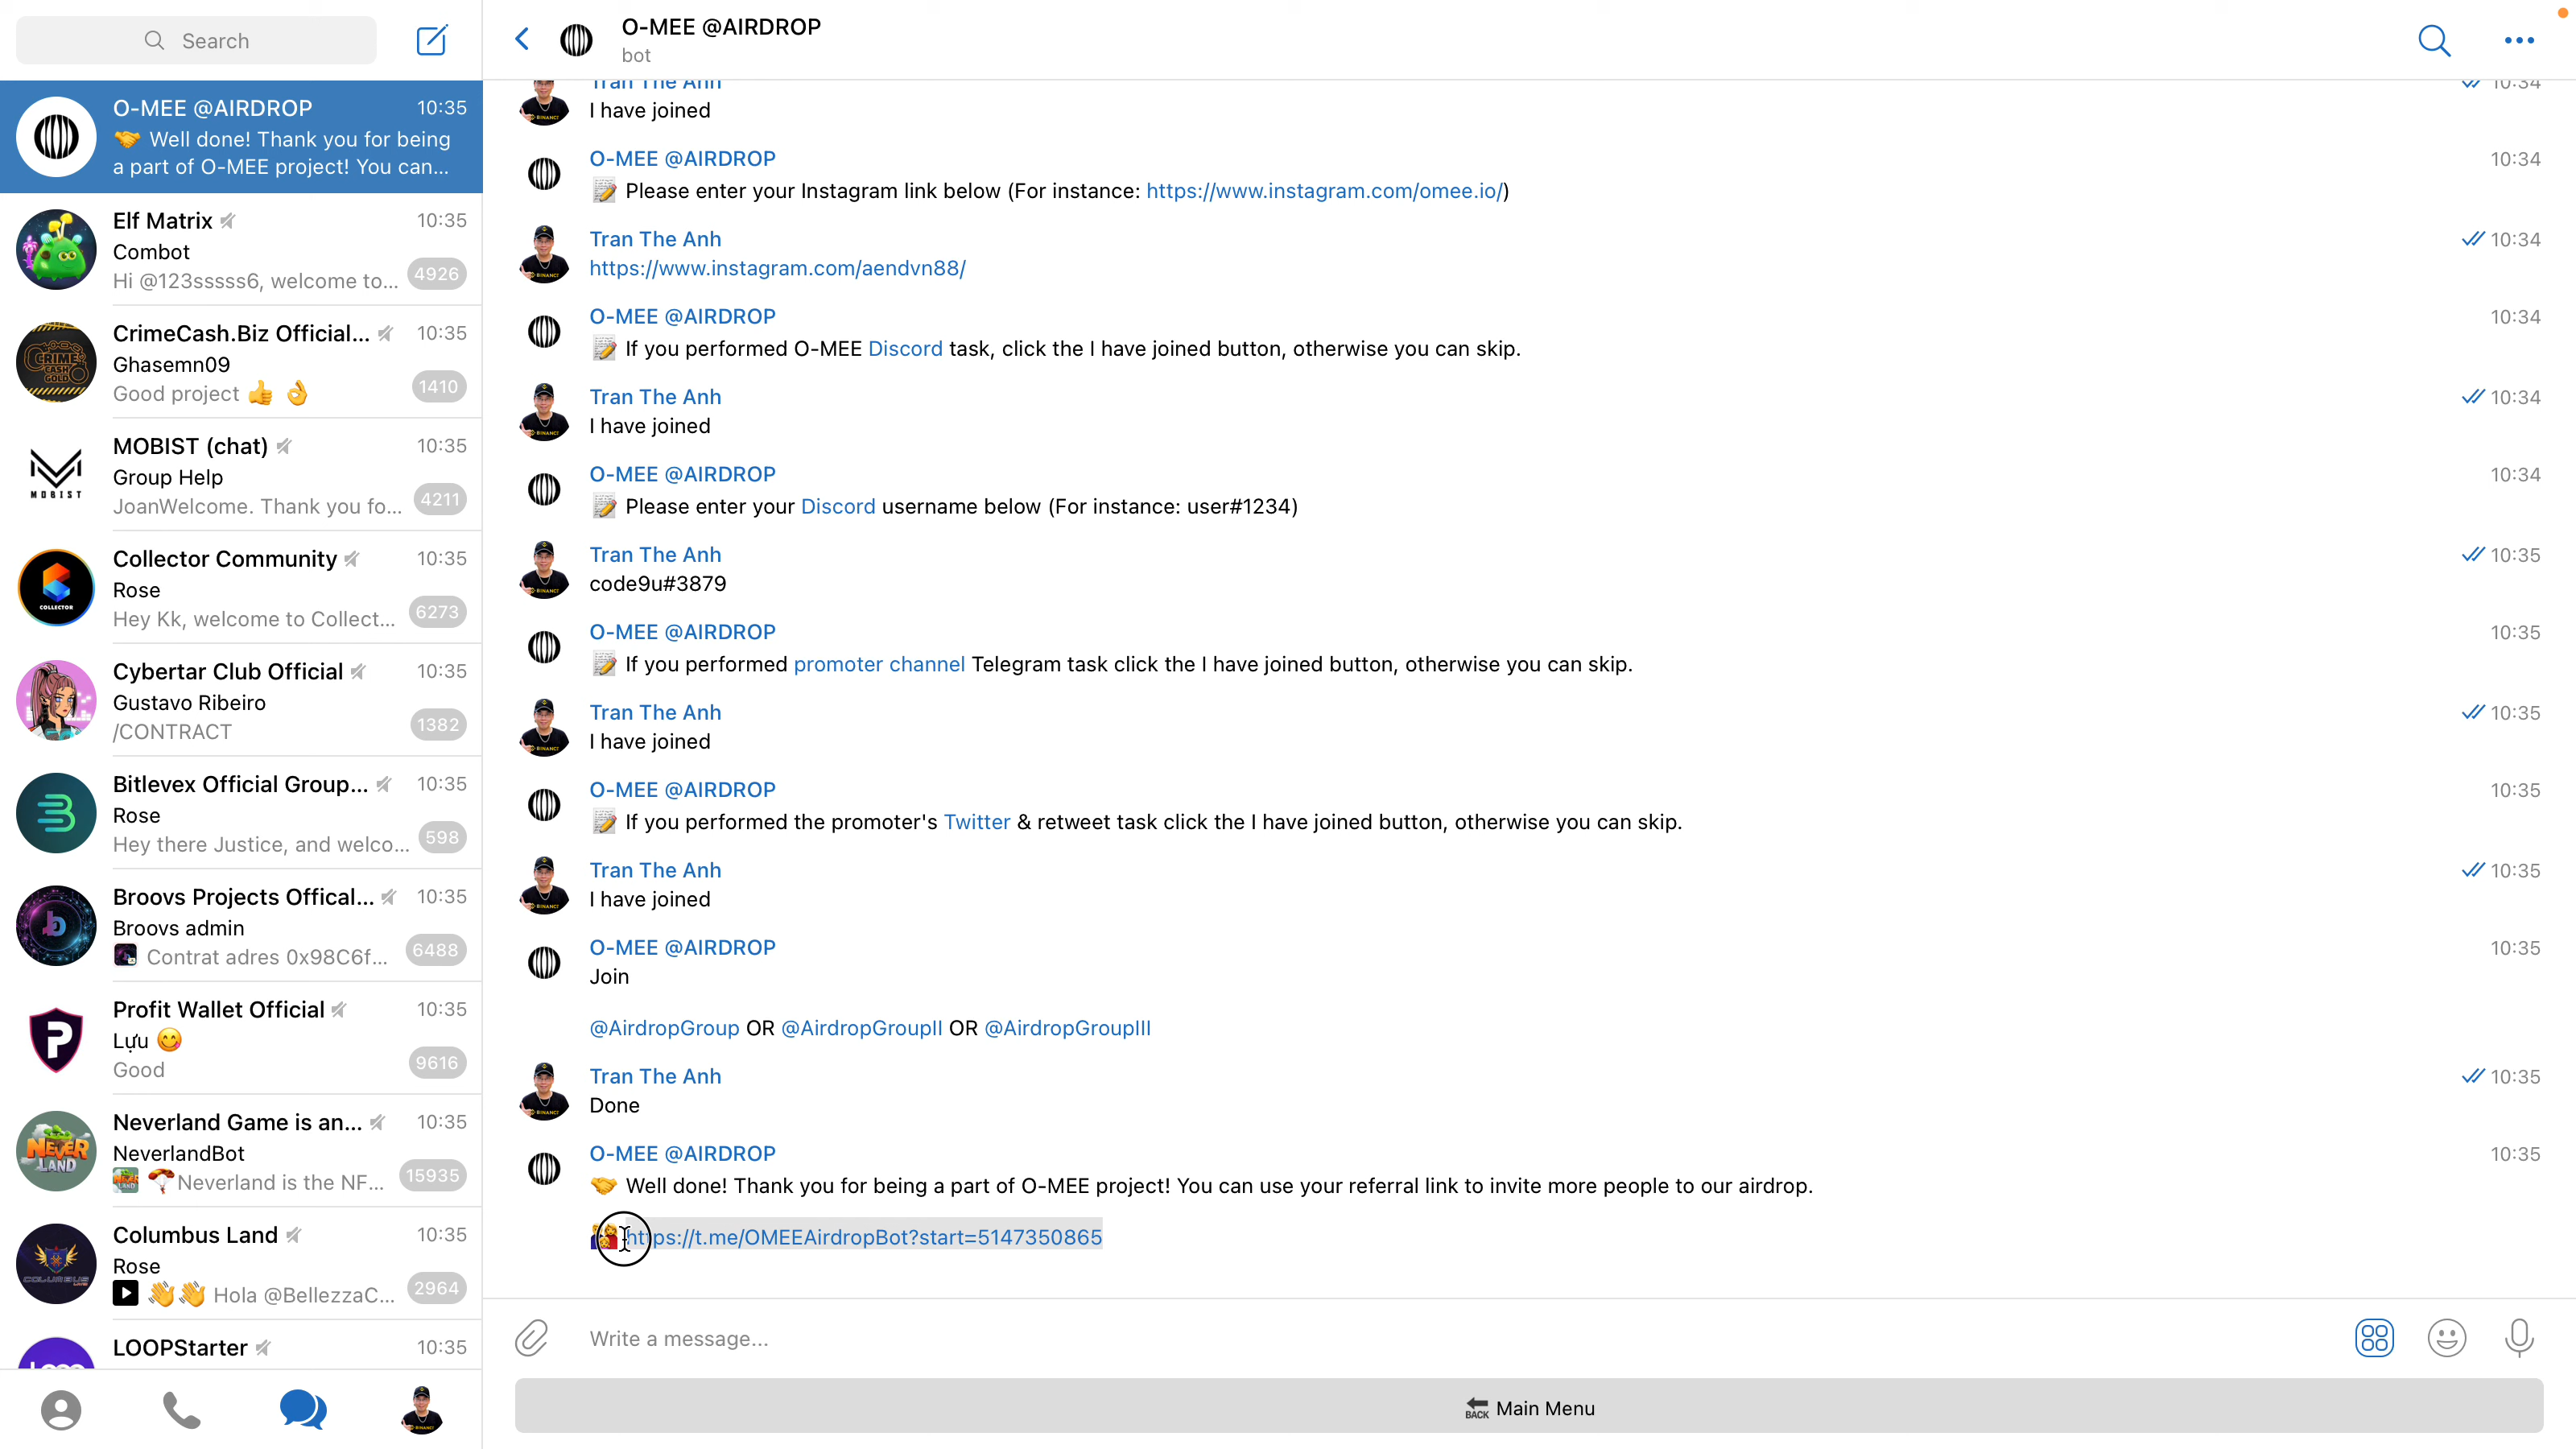 Search
O-MEE @AIRDROP 10:35
🤝 Well done! Thank you for being
a part of O-MEE project! You can...
Elf Matrix 10:35
Combot
Hi @123sssss6, welcome to... 4926
CrimeCash.Biz Official... 10:35
Ghasemn09
Good project 👍 👌 1410
CRIME
CASH
GOLD
MOBIST (chat) 10:35
Group Help
JoanWelcome. Thank you fo... 4211
MOBIST
Collector Community 10:35
Rose
Hey Kk, welcome to Collect... 6273
COLLECTOR
Cybertar Club Official 10:35
Gustavo Ribeiro
/CONTRACT 1382
Bitlevex Official Group... 10:35
Rose
Hey there Justice, and welco... 598
Broovs Projects Offical... 10:35
Broovs admin
Contrat adres 0x98C6f... 6488
Profit Wallet Official 10:35
Lựu 😋
Good 9616
Neverland Game is an... 10:35
NeverlandBot
🪂Neverland is the NF... 15935
NEVER
LAND
Columbus Land 10:35
Rose
👋👋 Hola @BellezzaC... 2964
LOOPStarter 10:35
O-MEE @AIRDROP
bot
Tran The Anh 10:34
I have joined
O-MEE @AIRDROP 10:34
📝 Please enter your Instagram link below (For instance: https://www.instagram.com/omee.io/)
Tran The Anh 10:34
https://www.instagram.com/aendvn88/
O-MEE @AIRDROP 10:34
📝 If you performed O-MEE Discord task, click the I have joined button, otherwise you can skip.
Tran The Anh 10:34
I have joined
O-MEE @AIRDROP 10:34
📝 Please enter your Discord username below (For instance: user#1234)
Tran The Anh 10:35
code9u#3879
O-MEE @AIRDROP 10:35
📝 If you performed promoter channel Telegram task click the I have joined button, otherwise you can skip.
Tran The Anh 10:35
I have joined
O-MEE @AIRDROP 10:35
📝 If you performed the promoter's Twitter & retweet task click the I have joined button, otherwise you can skip.
Tran The Anh 10:35
I have joined
O-MEE @AIRDROP 10:35
Join
@AirdropGroup OR @AirdropGroupII OR @AirdropGroupIII
Tran The Anh 10:35
Done
O-MEE @AIRDROP 10:35
🤝 Well done! Thank you for being a part of O-MEE project! You can use your referral link to invite more people to our airdrop.
https://t.me/OMEEAirdropBot?start=5147350865
Write a message...
BACK Main Menu